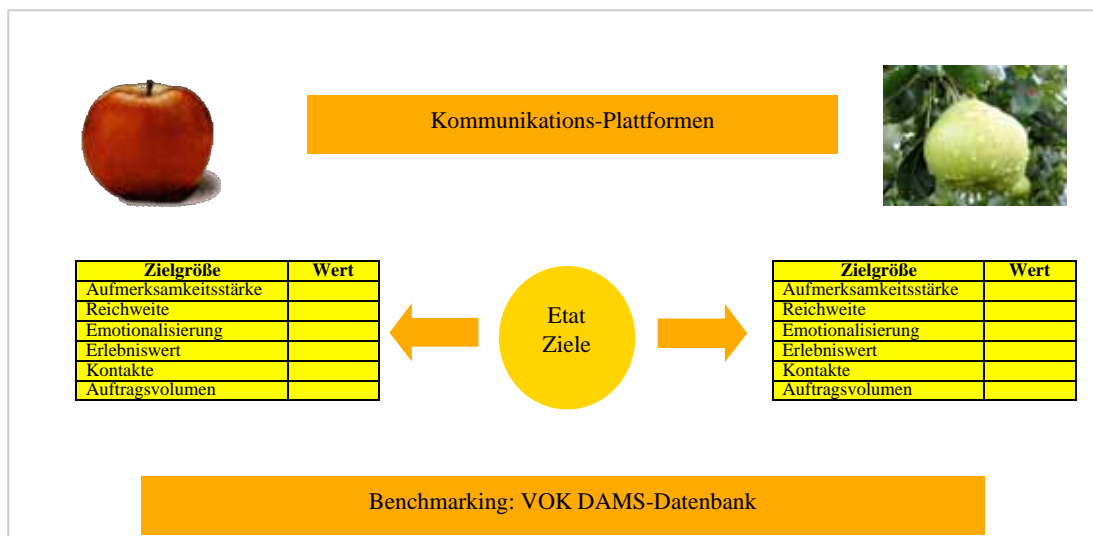 Kommunikations-Plattformen
Zielgröße Wert
Aufmerksamkeitsstärke
Reichweite
Emotionalisierung
Erlebniswert
Kontakte
Auftragsvolumen
Etat
Ziele
Zielgröße Wert
Aufmerksamkeitsstärke
Reichweite
Emotionalisierung
Erlebniswert
Kontakte
Auftragsvolumen
Benchmarking: VOK DAMS-Datenbank